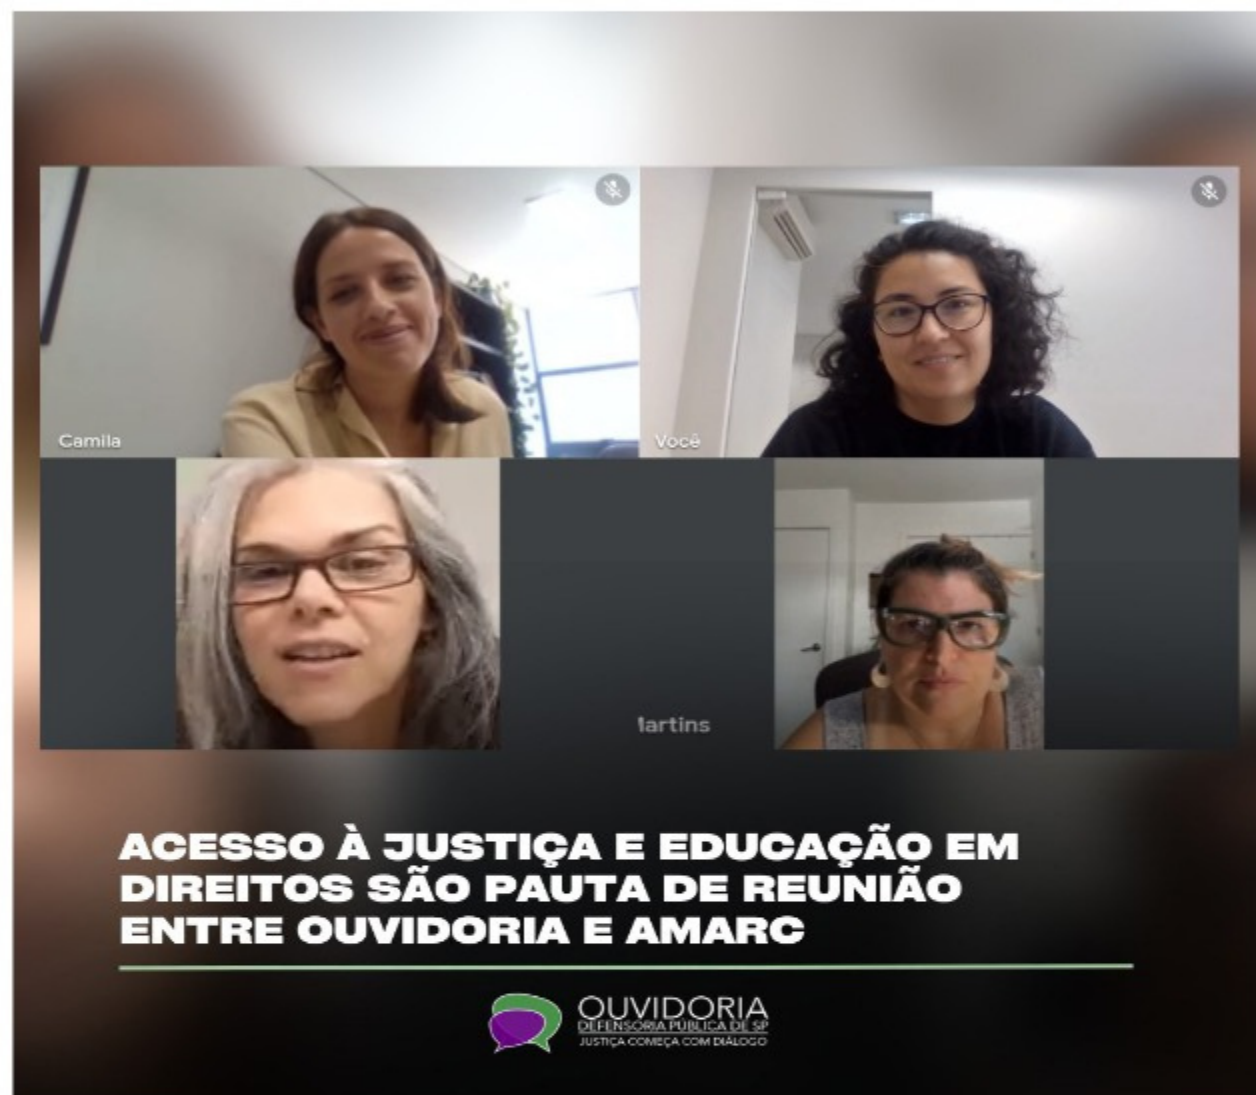 Camila
Você
Martins
ACESSO À JUSTIÇA E EDUCAÇÃO EM
DIREITOS SÃO PAUTA DE REUNIÃO
ENTRE OUVIDORIA E AMARC
OUVIDORIA
DEFENSORIA PÚBLICA DE SP
JUSTIÇA COMEÇA COM DIÁLOGO